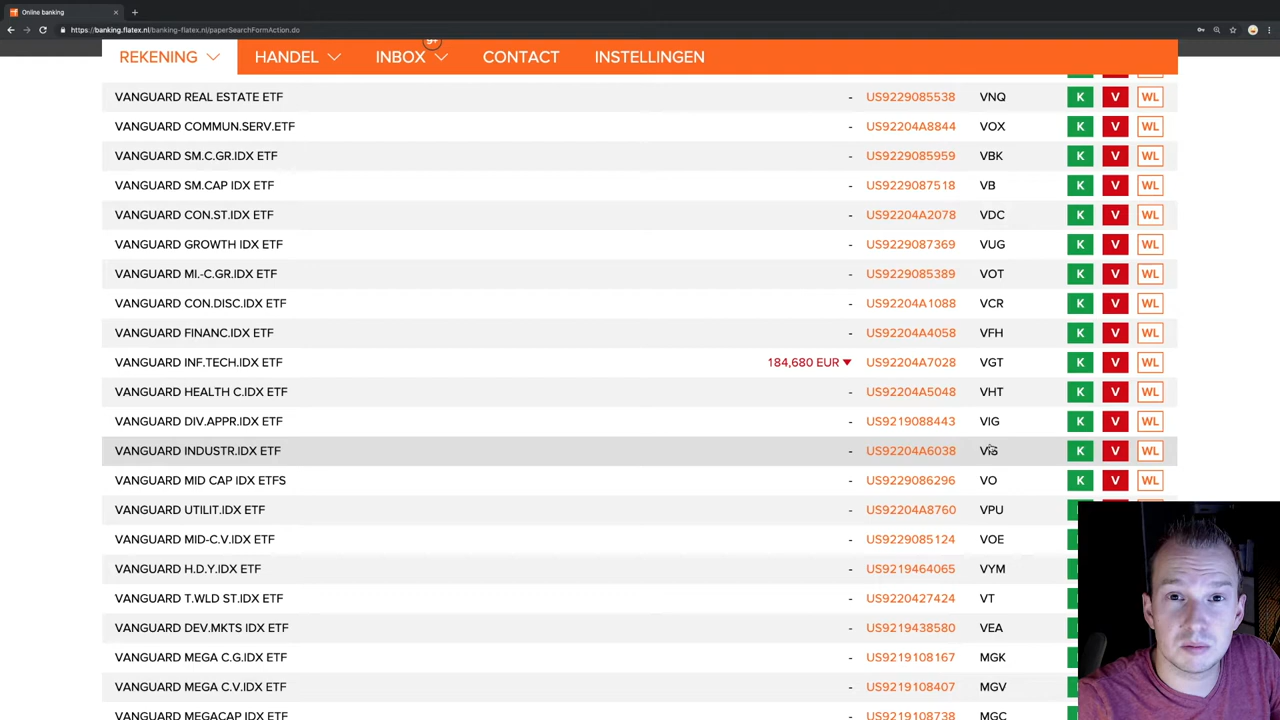 Online banking
https://banking.flatex.nl/banking-flatex.nl/paperSearchFormAction.do
REKENING HANDEL INBOX 9+ CONTACT INSTELLINGEN
VANGUARD REAL ESTATE ETF - US9229085538 VNQ K V WL
VANGUARD COMMUN.SERV.ETF - US92204A8844 VOX K V WL
VANGUARD SM.C.GR.IDX ETF - US9229085959 VBK K V WL
VANGUARD SM.CAP IDX ETF - US9229087518 VB K V WL
VANGUARD CON.ST.IDX ETF - US92204A2078 VDC K V WL
VANGUARD GROWTH IDX ETF - US9229087369 VUG K V WL
VANGUARD MI.-C.GR.IDX ETF - US9229085389 VOT K V WL
VANGUARD CON.DISC.IDX ETF - US92204A1088 VCR K V WL
VANGUARD FINANC.IDX ETF - US92204A4058 VFH K V WL
VANGUARD INF.TECH.IDX ETF 184,680 EUR US92204A7028 VGT K V WL
VANGUARD HEALTH C.IDX ETF - US92204A5048 VHT K V WL
VANGUARD DIV.APPR.IDX ETF - US9219088443 VIG K V WL
VANGUARD INDUSTR.IDX ETF - US92204A6038 K V WL
VANGUARD MID CAP IDX ETFS - US9229086296 VO K V WL
VANGUARD UTILIT.IDX ETF - US92204A8760 VPU
VANGUARD MID-C.V.IDX ETF - US9229085124 VOE
VANGUARD H.D.Y.IDX ETF - US9219464065 VYM
VANGUARD T.WLD ST.IDX ETF - US9220427424 VT
VANGUARD DEV.MKTS IDX ETF - US9219438580 VEA
VANGUARD MEGA C.G.IDX ETF - US9219108167 MGK
VANGUARD MEGA C.V.IDX ETF - US9219108407 MGV
VANGUARD MEGACAP IDX ETF - US9219108738 MGC